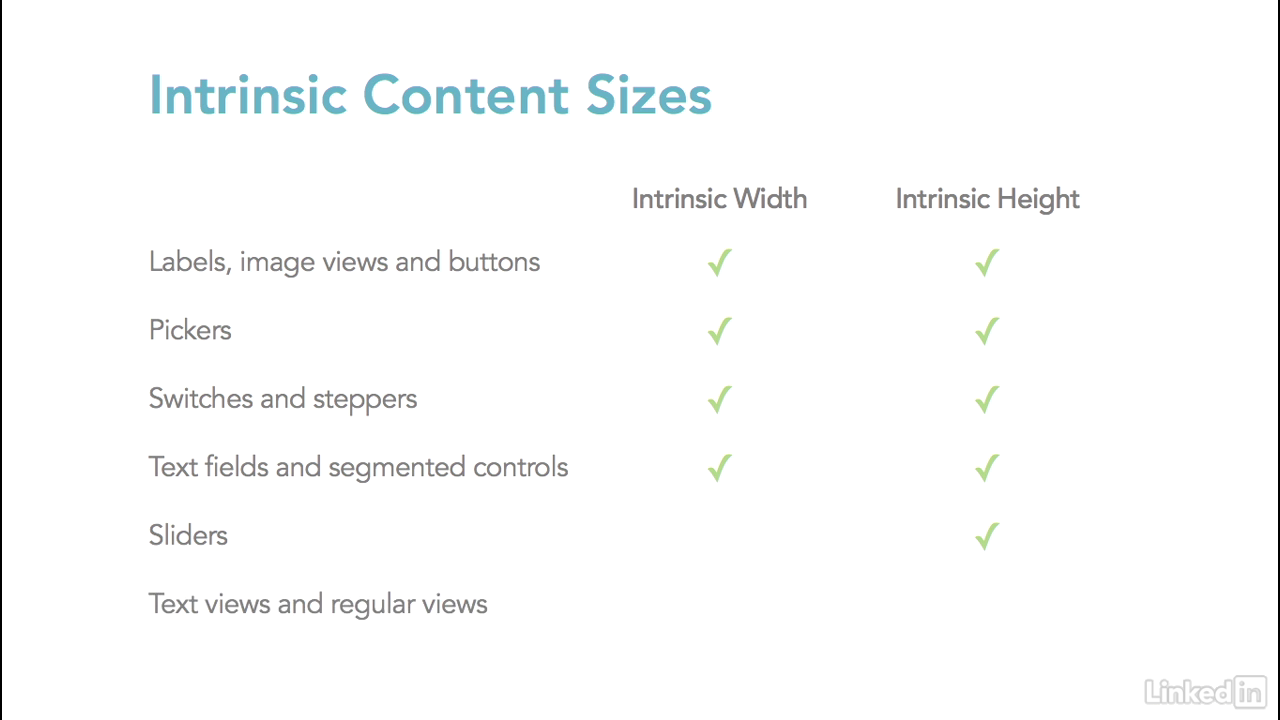 Intrinsic Content Sizes
Intrinsic Width Intrinsic Height
Labels, image views and buttons ✓ ✓
Pickers ✓ ✓
Switches and steppers ✓ ✓
Text fields and segmented controls ✓ ✓
Sliders ✓
Text views and regular views
LinkedIn